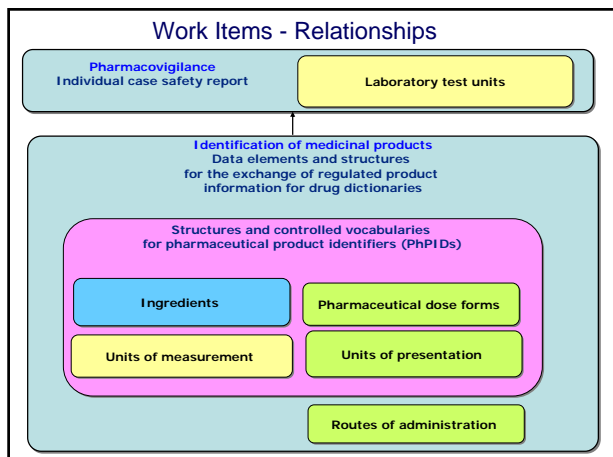 Work Items - Relationships
Pharmacovigilance
Individual case safety report
Laboratory test units
Identification of medicinal products
Data elements and structures
for the exchange of regulated product
information for drug dictionaries
Structures and controlled vocabularies
for pharmaceutical product identifiers (PhPIDs)
Ingredients
Pharmaceutical dose forms
Units of measurement
Units of presentation
Routes of administration